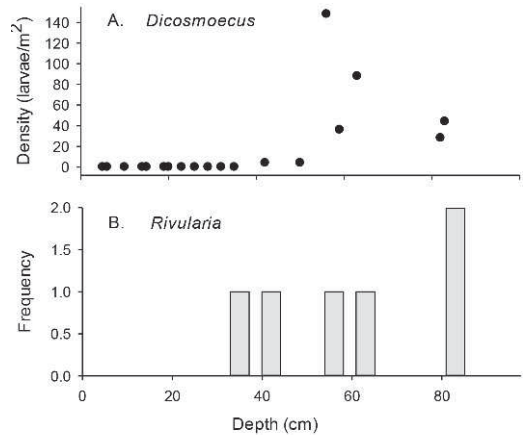 A. Dicosmoecus
Density (larvae/m²)
140
120
100
80
60
40
20
0
B. Rivularia
Frequency
2.0
1.5
1.0
0.5
0.0
0 20 40 60 80
Depth (cm)